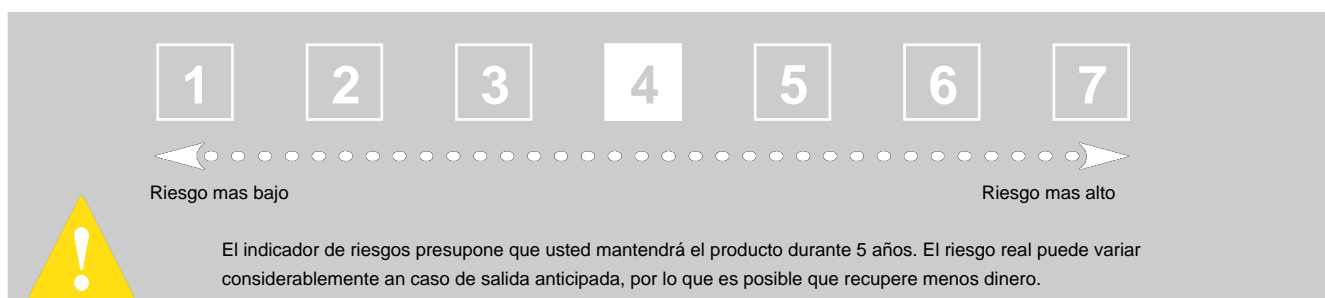 1 2 3 4 5 6 7
Riesgo mas bajo Riesgo mas alto
!
El indicador de riesgos presupone que usted mantendrá el producto durante 5 años. El riesgo real puede variar
considerablemente an caso de salida anticipada, por lo que es posible que recupere menos dinero.